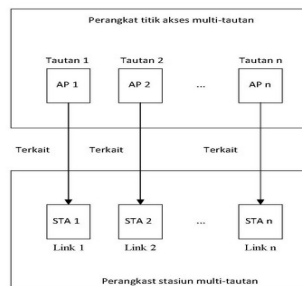 Perangkat titik akses multi-tautan
Tautan 1 Tautan 2 Tautan n
AP 1 AP 2 ... AP n
Terkait Terkait Terkait
STA 1 STA 2 ... STA n
Link 1 Link 2 Link n
Perangkast stasiun multi-tautan